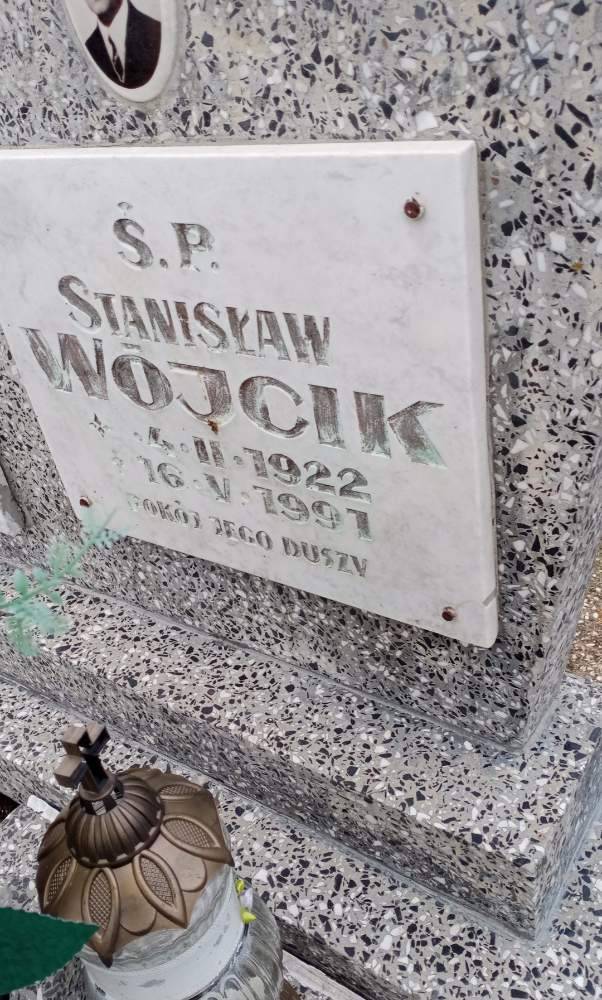 Ś.P.
STANISŁAW
WÓJCIK
* 4 · II · 1922
16 · V · 1991
POKÓJ JEGO DUSZY